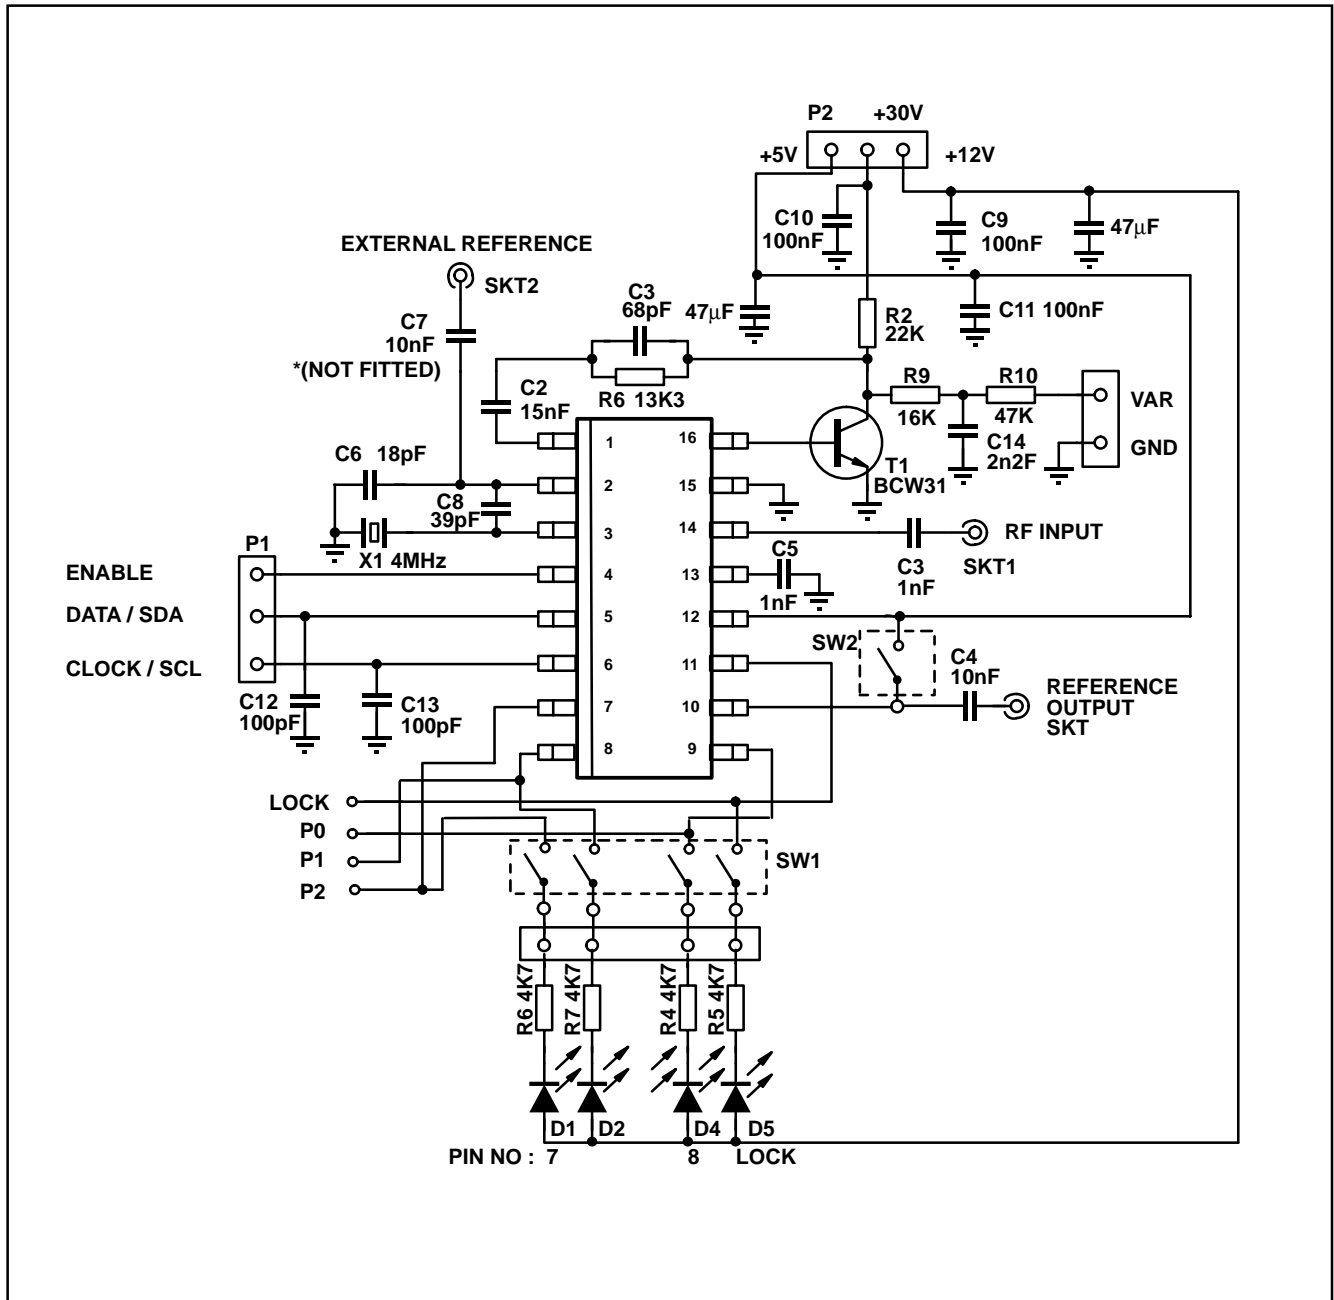 P2 +30V
+5V +12V
C10
100nF
C9
100nF
47µF
EXTERNAL REFERENCE
SKT2
C7
10nF
*(NOT FITTED)
C3
68pF
47µF
C11 100nF
R2
22K
R6 13K3
C2
15nF
R9
16K
R10
47K
VAR
GND
C14
2n2F
T1
BCW31
C6 18pF
C8
39pF
X1 4MHz
1
2
3
4
5
6
7
8
16
15
14
13
12
11
10
9
RF INPUT
SKT1
C3
1nF
C5
1nF
P1
ENABLE
DATA / SDA
CLOCK / SCL
C12
100pF
C13
100pF
SW2
C4
10nF
REFERENCE
OUTPUT
SKT
LOCK
P0
P1
P2
SW1
R6 4K7
R7 4K7
R4 4K7
R5 4K7
D1 D2 D4 D5
PIN NO : 7 8 LOCK